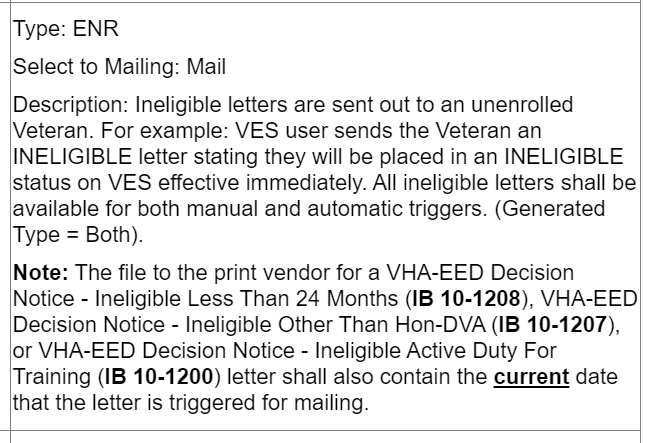 Type: ENR
Select to Mailing: Mail
Description: Ineligible letters are sent out to an unenrolled
Veteran. For example: VES user sends the Veteran an
INELIGIBLE letter stating they will be placed in an INELIGIBLE
status on VES effective immediately. All ineligible letters shall be
available for both manual and automatic triggers. (Generated
Type = Both).
Note: The file to the print vendor for a VHA-EED Decision
Notice - Ineligible Less Than 24 Months (IB 10-1208), VHA-EED
Decision Notice - Ineligible Other Than Hon-DVA (IB 10-1207),
or VHA-EED Decision Notice - Ineligible Active Duty For
Training (IB 10-1200) letter shall also contain the current date
that the letter is triggered for mailing.